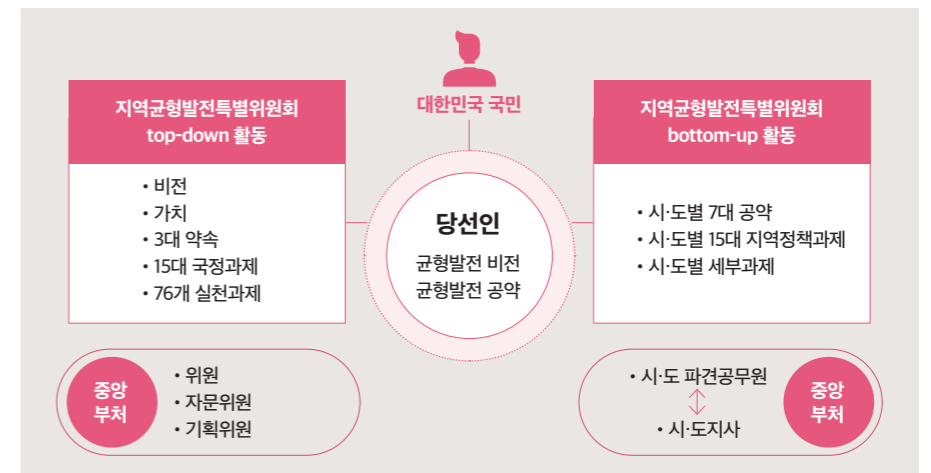 대한민국 국민
지역균형발전특별위원회
top-down 활동
• 비전
• 가치
• 3대 약속
• 15대 국정과제
• 76개 실천과제
당선인
균형발전 비전
균형발전 공약
지역균형발전특별위원회
bottom-up 활동
• 시·도별 7대 공약
• 시·도별 15대 지역정책과제
• 시·도별 세부과제
중앙
부처
• 위원
• 자문위원
• 기획위원
• 시·도 파견공무원
• 시·도지사
중앙
부처